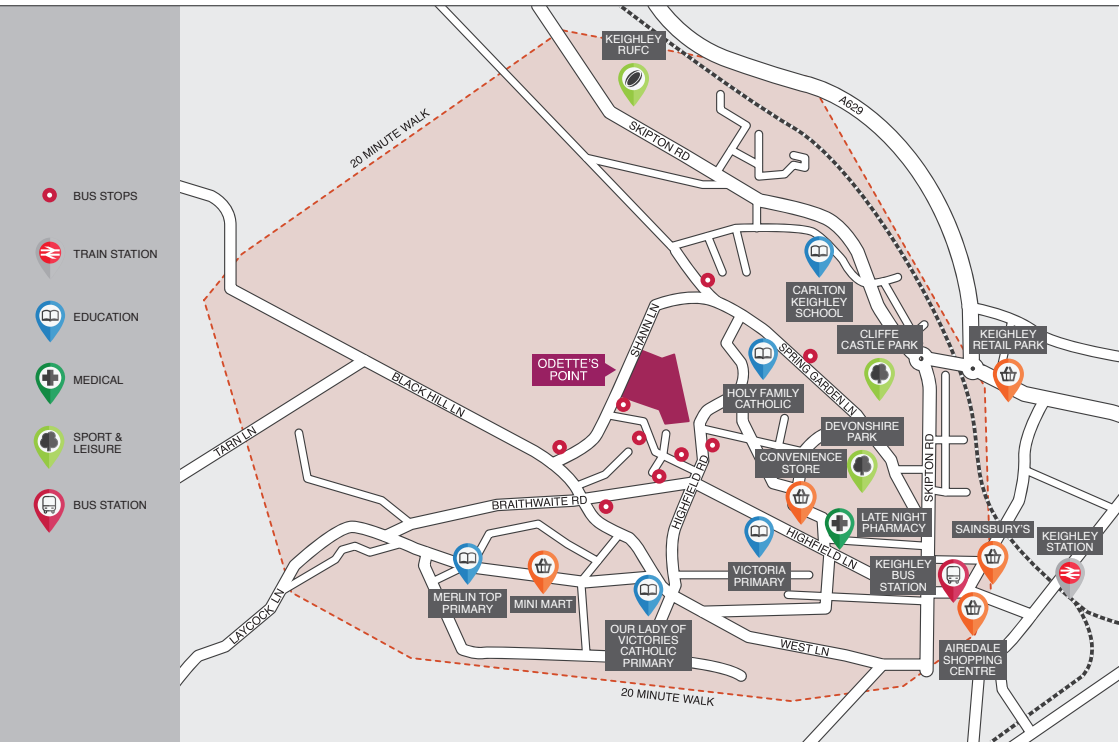 BUS STOPS
TRAIN STATION
EDUCATION
MEDICAL
SPORT &
LEISURE
BUS STATION
KEIGHLEY
RUFC
A629
20 MINUTE WALK
SKIPTON RD
CARLTON
KEIGHLEY
SCHOOL
CLIFFE
CASTLE PARK
KEIGHLEY
RETAIL PARK
SHANN LN
ODETTE'S
POINT
SPRING GARDEN LN
HOLY FAMILY
CATHOLIC
BLACK HILL LN
TARN LN
DEVONSHIRE
PARK
CONVENIENCE
STORE
SKIPTON RD
HIGHFIELD RD
BRAITHWAITE RD
LATE NIGHT
PHARMACY
SAINSBURY'S
KEIGHLEY
STATION
HIGHFIELD LN
KEIGHLEY
BUS
STATION
VICTORIA
PRIMARY
MERLIN TOP
PRIMARY
MINI MART
LAYCOCK LN
OUR LADY OF
VICTORIES
CATHOLIC
PRIMARY
WEST LN
AIREDALE
SHOPPING
CENTRE
20 MINUTE WALK